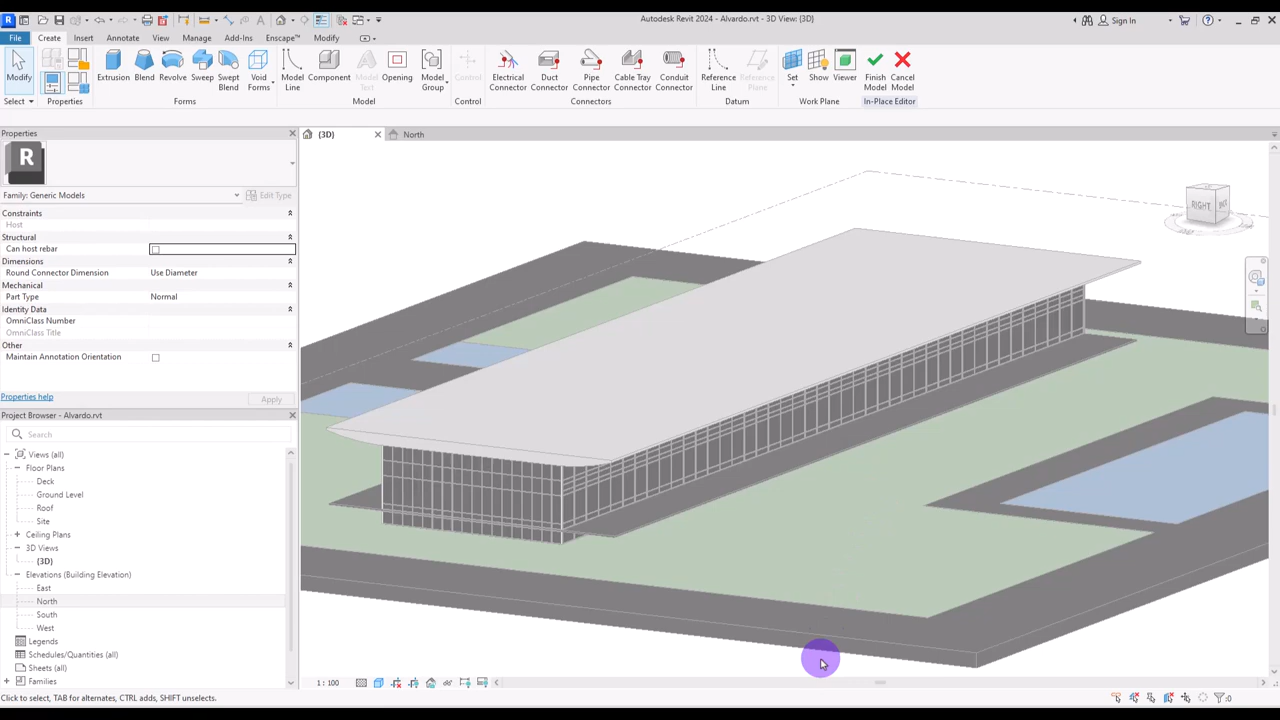 Autodesk Revit 2024 - Alvardo.rvt - 3D View: {3D}
Sign In
File Create Insert Annotate View Manage Add-Ins Enscape™ Modify
Modify
Extrusion Blend Revolve Sweep Swept Blend Void Forms
Model Line Component Model Text Opening Model Group
Control
Electrical Connector Duct Connector Pipe Connector Cable Tray Connector Conduit Connector
Reference Line Reference Plane
Set Show Viewer
Finish Model Cancel Model
Select Properties Forms Model Control Connectors Datum Work Plane In-Place Editor
Properties
{3D} North
R
Family: Generic Models Edit Type
Constraints
Host
Structural
Can host rebar
Dimensions
Round Connector Dimension Use Diameter
Mechanical
Part Type Normal
Identity Data
OmniClass Number
OmniClass Title
Other
Maintain Annotation Orientation
Properties help Apply
Project Browser - Alvardo.rvt
Search
Views (all)
Floor Plans
Deck
Ground Level
Roof
Site
Ceiling Plans
3D Views
{3D}
Elevations (Building Elevation)
East
North
South
West
Legends
Schedules/Quantities (all)
Sheets (all)
Families
RIGHT
1 : 100
Click to select, TAB for alternates, CTRL adds, SHIFT unselects.
:0